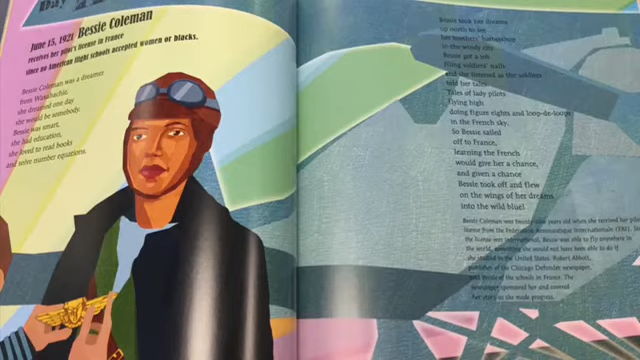 June 15, 1921 Bessie Coleman
receives her pilot's license in France
since no American flight schools accepted women or blacks.
Bessie Coleman was a dreamer
from Waxahachie.
she dreamed one day
she would be somebody.
Bessie was smart.
she had education,
she loved to read books
and solve number equations.
Bessie took her dreams
up north to
her brothers'
in the windy city.
Bessie got a job
filing soldiers' nails
and she listened as the soldiers
told her tales.
Tales of lady pilots
flying high
doing figure eights and loop-de-loops
in the French sky.
So Bessie sailed
off to France,
learning the French
would give her a chance,
and given a chance
Bessie took off and flew
on the wings of her dreams
into the wild blue!
Bessie Coleman was twenty-nine years old when she received her pilot
license from the Fédération Aéronautique Internationale (FAI). Since
the license was international, Bessie was able to fly anywhere in
the world, something she would not have been able to do if
she studied in the United States. Robert Abbott,
publisher of the Chicago Defender newspaper,
of the schools in France. The
newspaper sponsored her and covered
her story as she made progress.